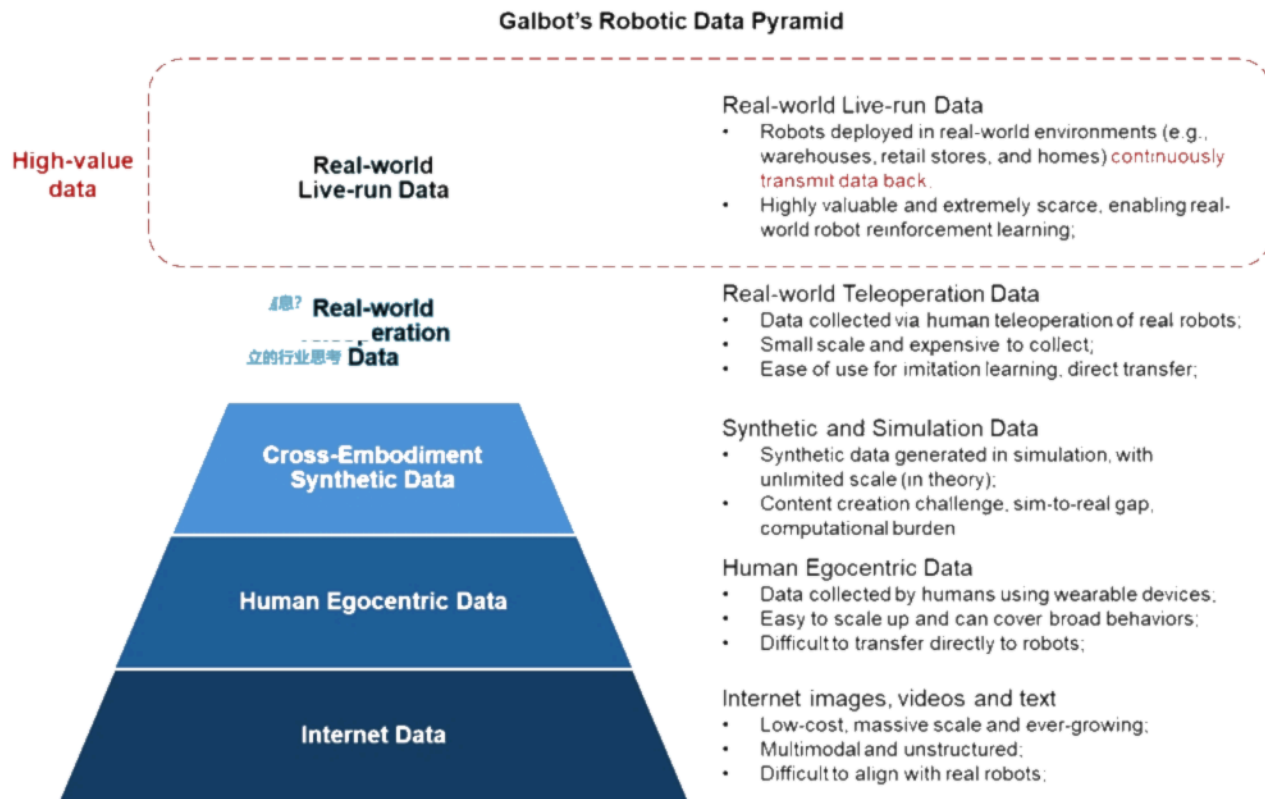 Galbot's Robotic Data Pyramid
High-value
data
Real-world
Live-run Data
Real-world Live-run Data
• Robots deployed in real-world environments (e.g.,
warehouses, retail stores, and homes) continuously
transmit data back.
• Highly valuable and extremely scarce, enabling real-
world robot reinforcement learning;
息?
Real-world
eration
立的行业思考
Data
Real-world Teleoperation Data
• Data collected via human teleoperation of real robots;
• Small scale and expensive to collect;
• Ease of use for imitation learning, direct transfer;
Cross-Embodiment
Synthetic Data
Synthetic and Simulation Data
• Synthetic data generated in simulation, with
unlimited scale (in theory);
• Content creation challenge, sim-to-real gap,
computational burden
Human Egocentric Data
Human Egocentric Data
• Data collected by humans using wearable devices;
• Easy to scale up and can cover broad behaviors;
• Difficult to transfer directly to robots;
Internet Data
Internet images, videos and text
• Low-cost, massive scale and ever-growing;
• Multimodal and unstructured;
• Difficult to align with real robots;